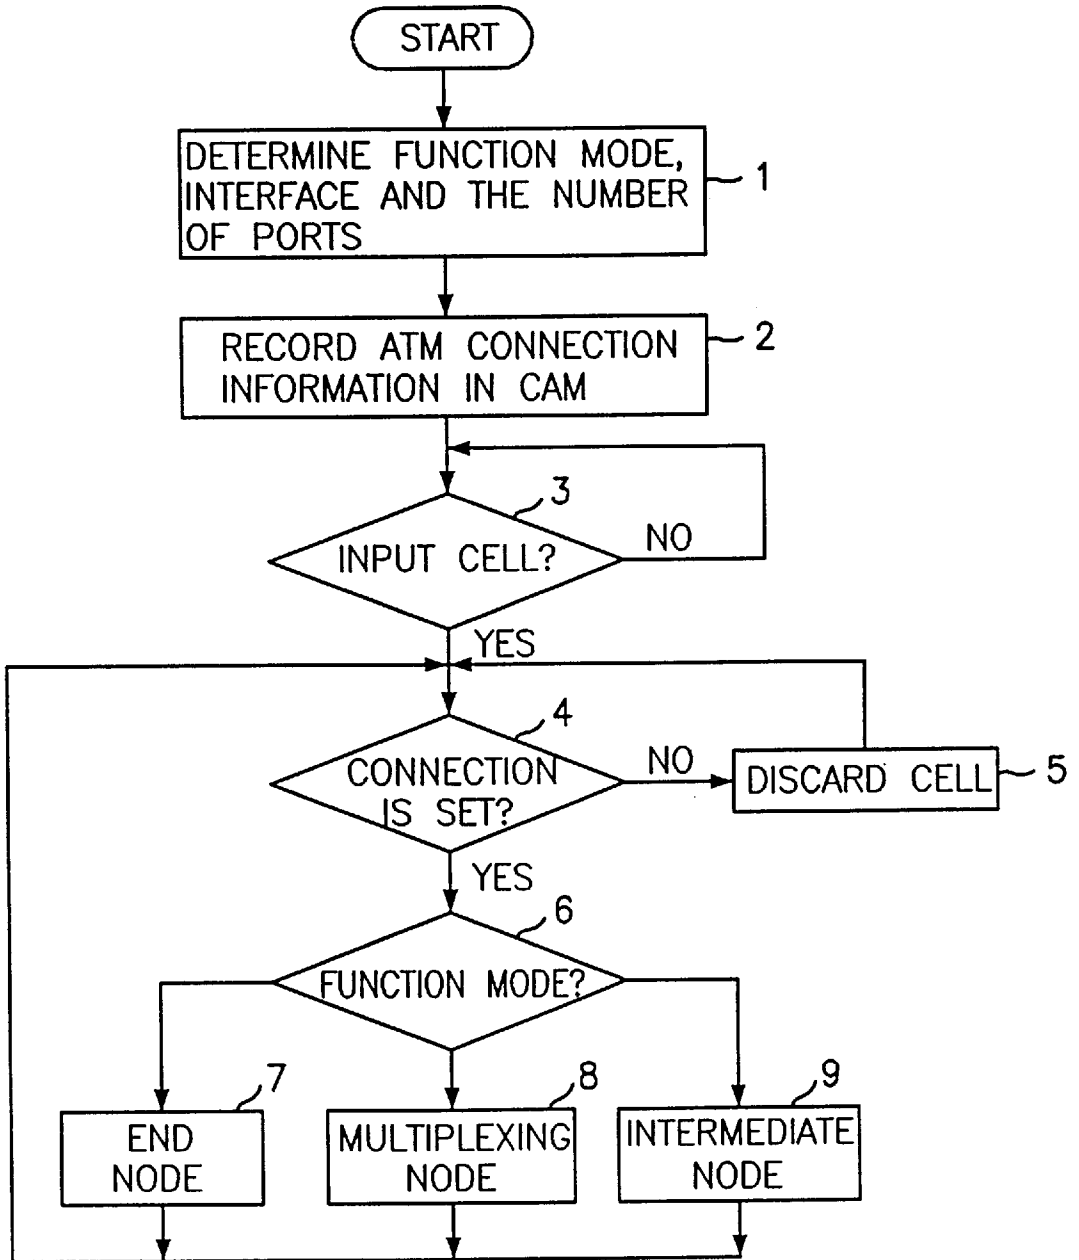 START
DETERMINE FUNCTION MODE,
INTERFACE AND THE NUMBER
OF PORTS
1
RECORD ATM CONNECTION
INFORMATION IN CAM
2
3
INPUT CELL?
NO
YES
4
CONNECTION
IS SET?
NO
DISCARD CELL
5
YES
6
FUNCTION MODE?
7
END
NODE
8
MULTIPLEXING
NODE
9
INTERMEDIATE
NODE